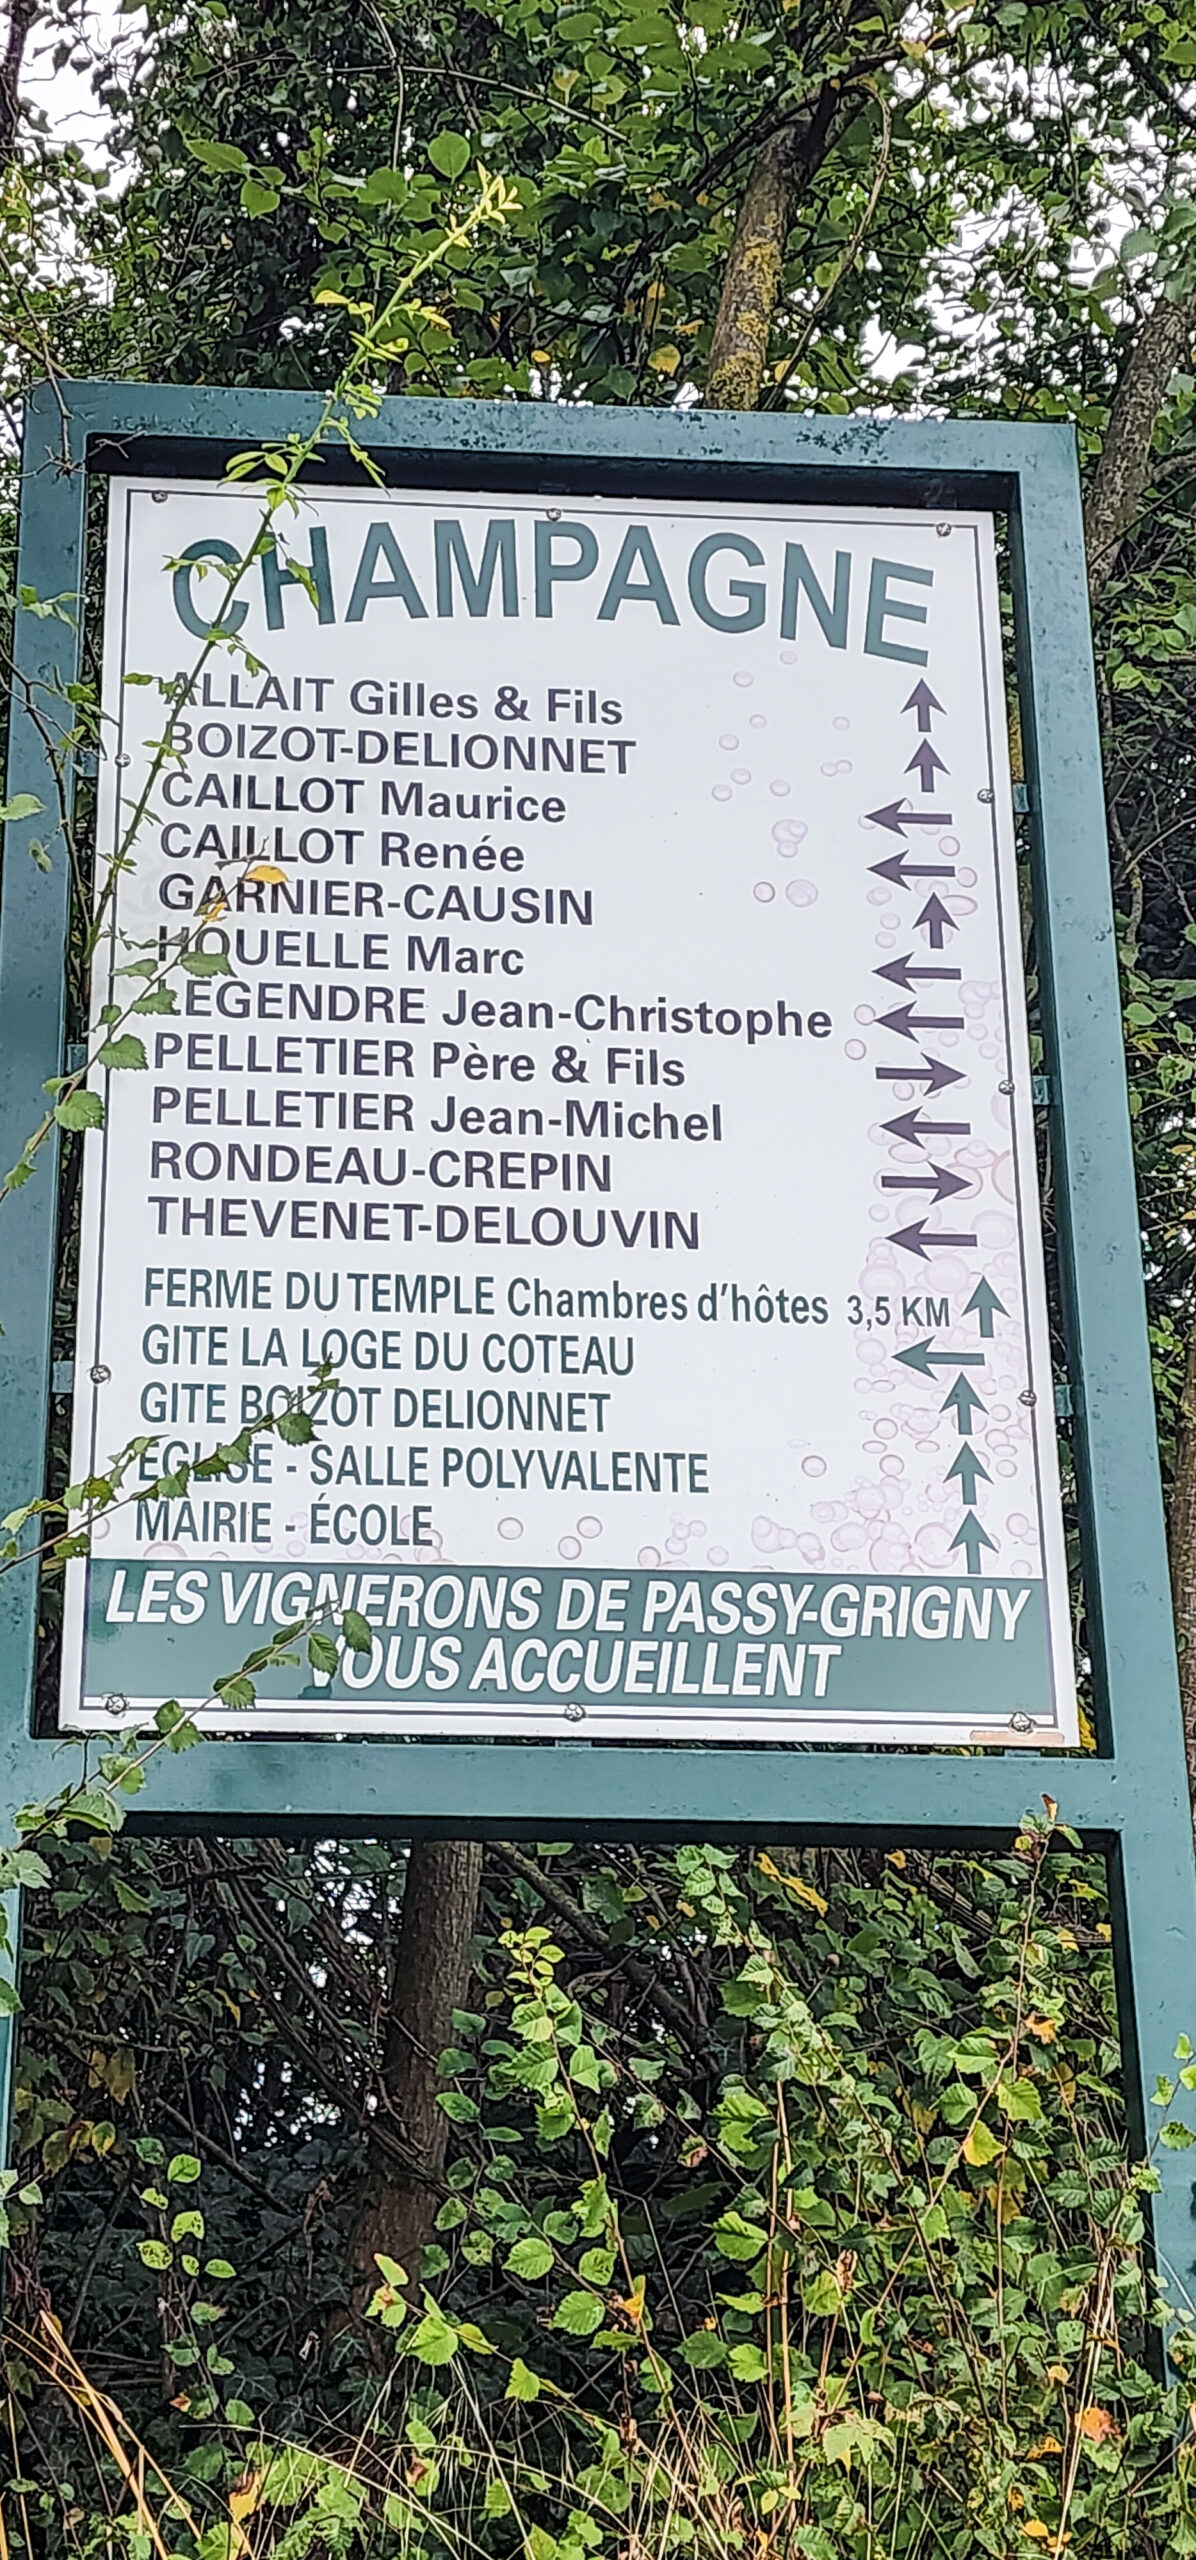 CHAMPAGNE
ALLAIT Gilles & Fils
BOIZOT-DELIONNET
CAILLOT Maurice
CAILLOT Renée
GARNIER-CAUSIN
HOUELLE Marc
LEGENDRE Jean-Christophe
PELLETIER Père & Fils
PELLETIER Jean-Michel
RONDEAU-CREPIN
THEVENET-DELOUVIN
FERME DU TEMPLE Chambres d'hôtes 3,5 KM
GITE LA LOGE DU COTEAU
GITE BOIZOT DELIONNET
ÉGLISE - SALLE POLYVALENTE
MAIRIE - ÉCOLE
LES VIGNERONS DE PASSY-GRIGNY
VOUS ACCUEILLENT